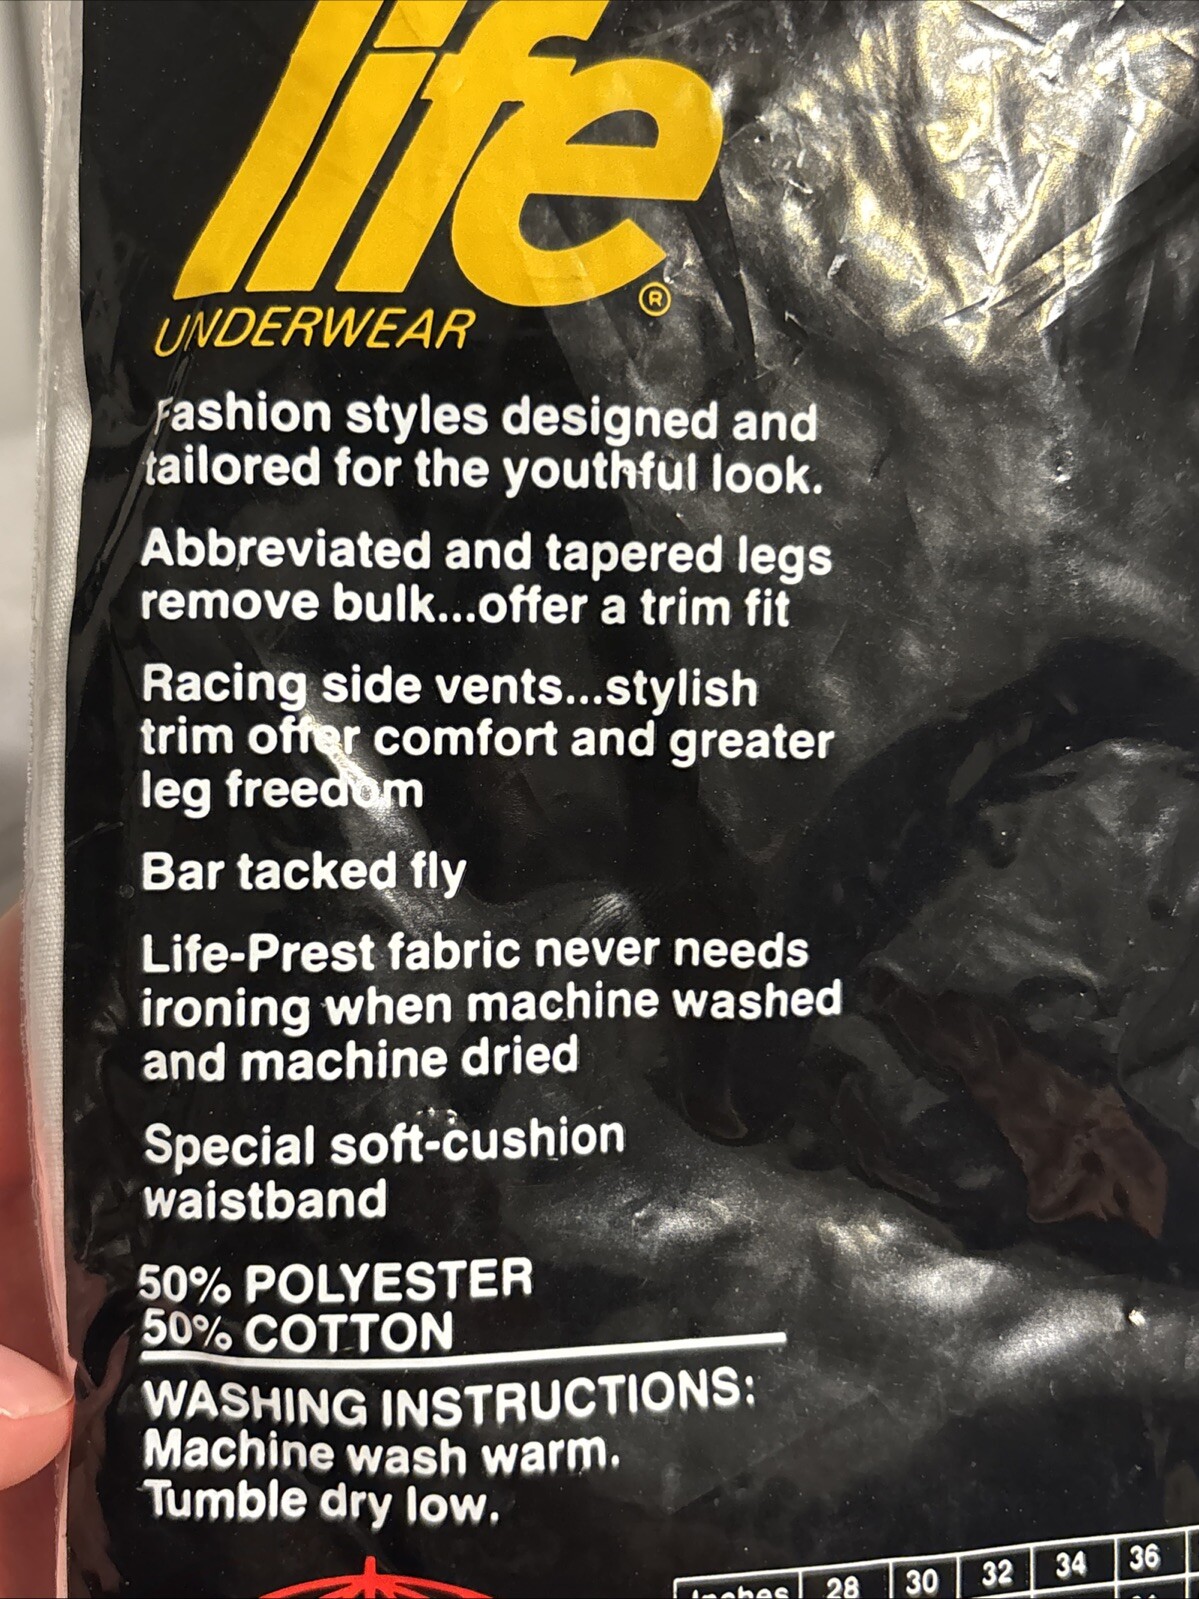 life®
UNDERWEAR
Fashion styles designed and
tailored for the youthful look.
Abbreviated and tapered legs
remove bulk...offer a trim fit
Racing side vents...stylish
trim offer comfort and greater
leg freedom
Bar tacked fly
Life-Prest fabric never needs
ironing when machine washed
and machine dried
Special soft-cushion
waistband
50% POLYESTER
50% COTTON
WASHING INSTRUCTIONS:
Machine wash warm.
Tumble dry low.
Inches 28 30 32 34 36